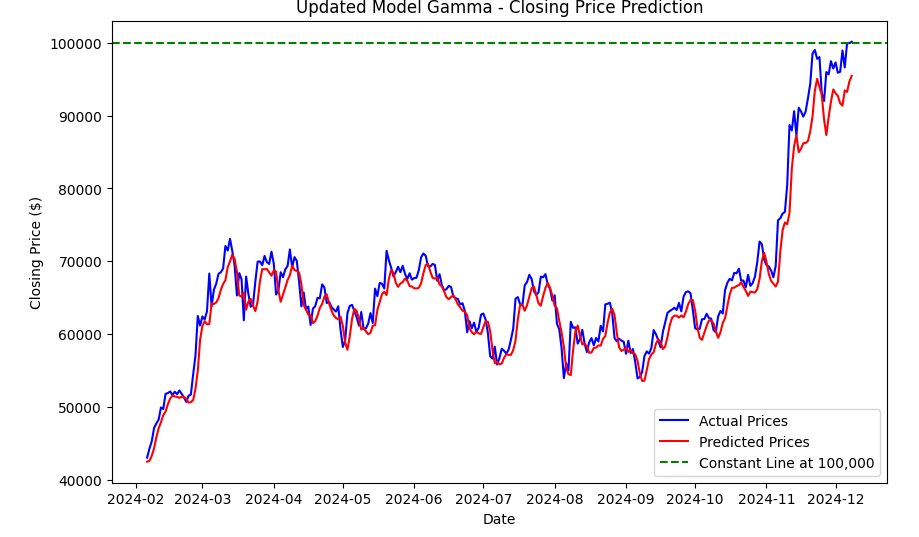 Updated Model Gamma - Closing Price Prediction
Closing Price ($)
100000
90000
80000
70000
60000
50000
40000
Actual Prices
Predicted Prices
Constant Line at 100,000
2024-02 2024-03 2024-04 2024-05 2024-06 2024-07 2024-08 2024-09 2024-10 2024-11 2024-12
Date